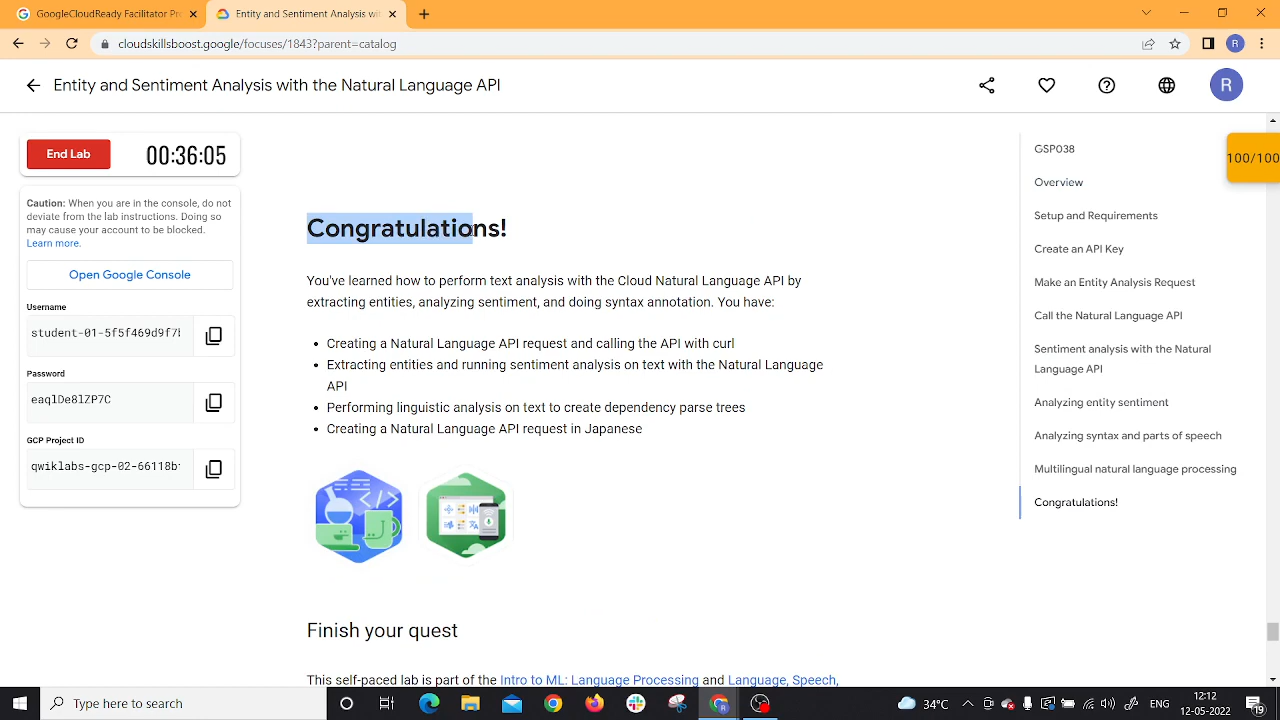 GoogleCloudReady Facilitator Pr
Entity and Sentiment Analysis wit
cloudskillsboost.google/focuses/1843?parent=catalog
R
Entity and Sentiment Analysis with the Natural Language API
R
End Lab
00:36:05
Caution: When you are in the console, do not
deviate from the lab instructions. Doing so
may cause your account to be blocked.
Learn more.
Open Google Console
Username
student-01-5f5f469d9f7
Password
eaqlDe8lZP7C
GCP Project ID
qwiklabs-gcp-02-66118b
Congratulations!
You've learned how to perform text analysis with the Cloud Natural Language API by
extracting entities, analyzing sentiment, and doing syntax annotation. You have:
• Creating a Natural Language API request and calling the API with curl
• Extracting entities and running sentiment analysis on text with the Natural Language
API
• Performing linguistic analysis on text to create dependency parse trees
• Creating a Natural Language API request in Japanese
Finish your quest
This self-paced lab is part of the Intro to ML: Language Processing and Language, Speech,
GSP038
Overview
Setup and Requirements
Create an API Key
Make an Entity Analysis Request
Call the Natural Language API
Sentiment analysis with the Natural
Language API
Analyzing entity sentiment
Analyzing syntax and parts of speech
Multilingual natural language processing
Congratulations!
100/100
Type here to search
34°C
ENG
12:12
12-05-2022